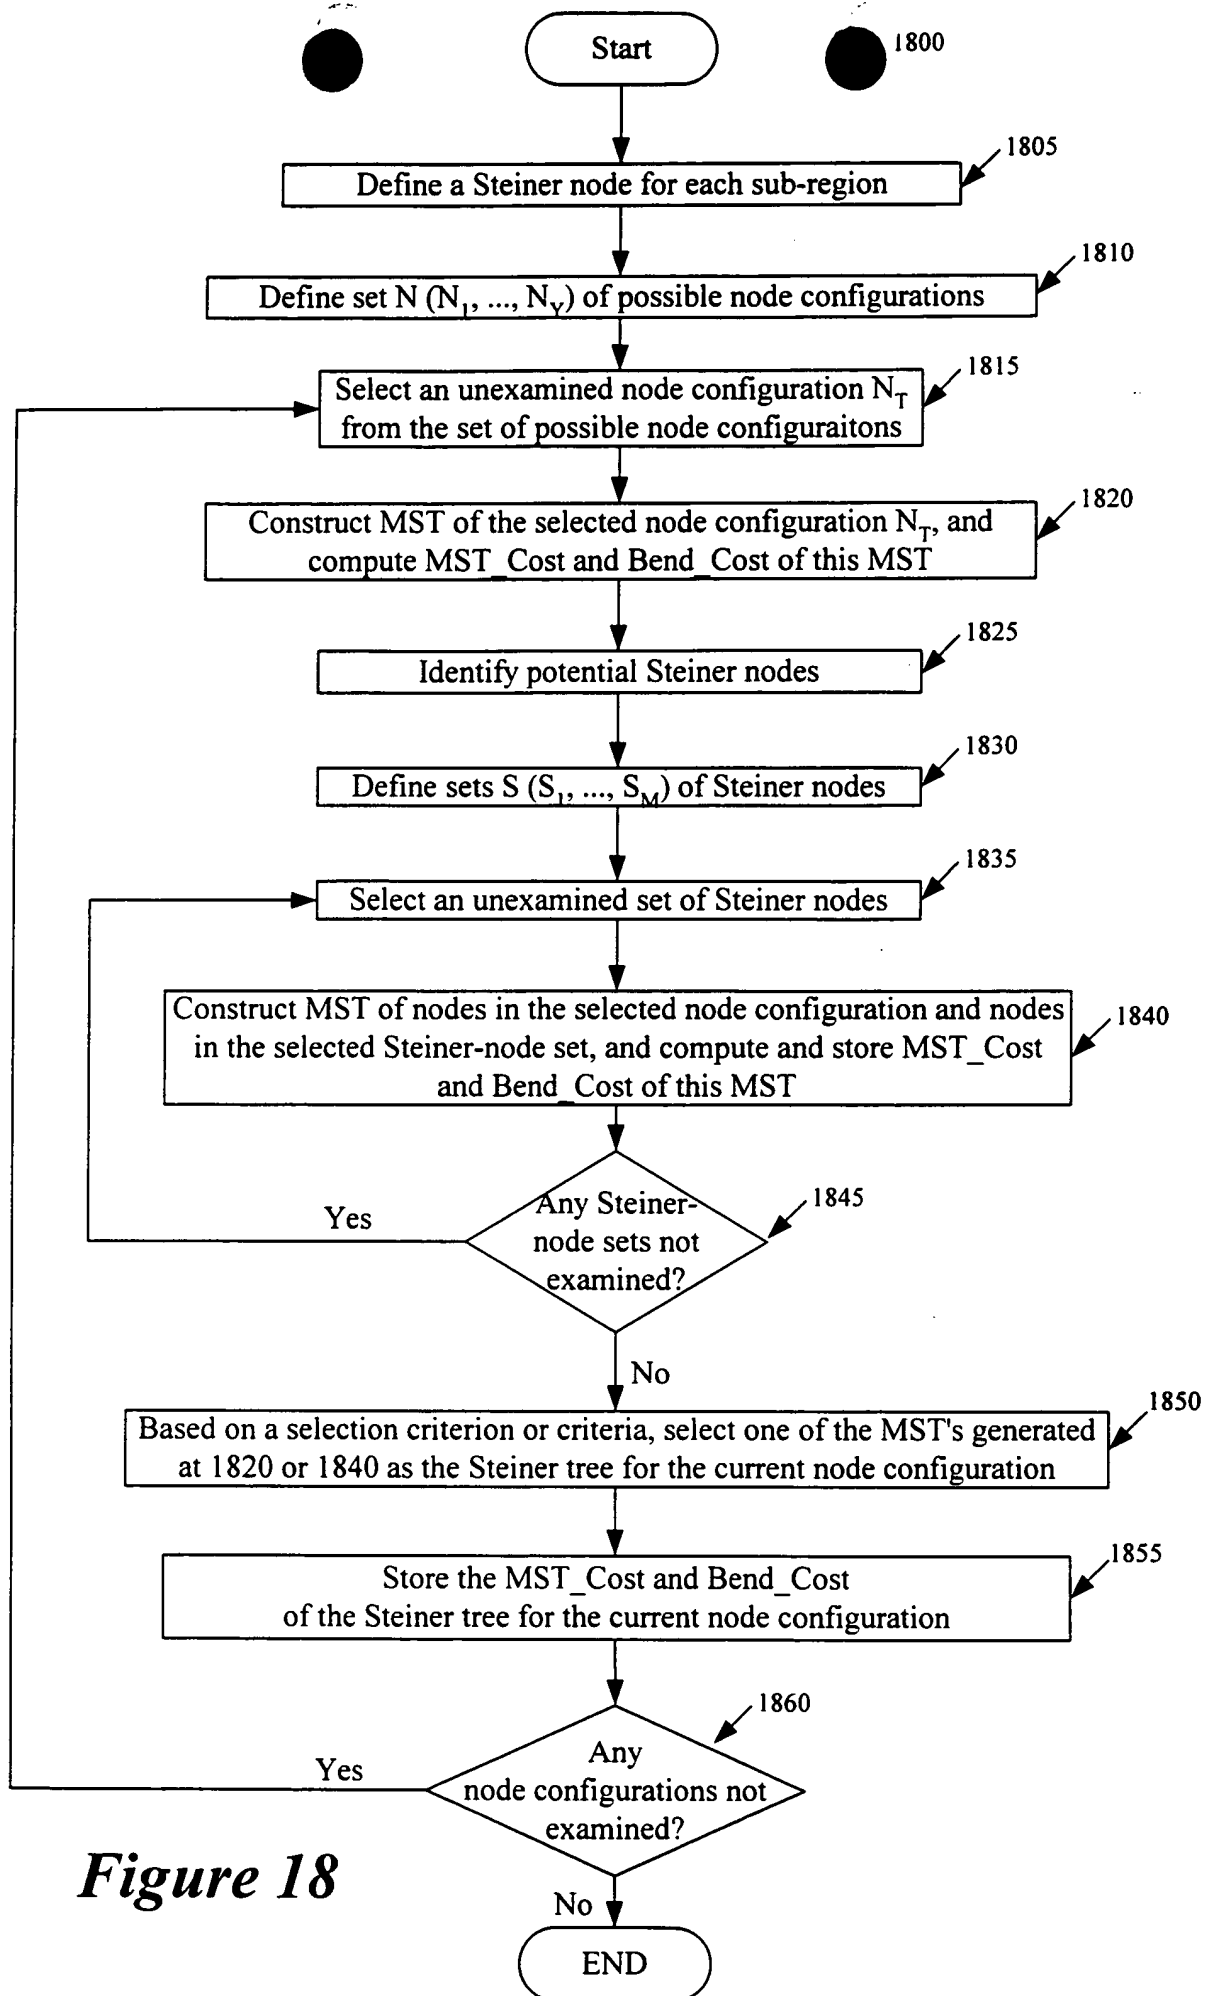 Start
1800
1805
Define a Steiner node for each sub-region
1810
Define set N (N1, ..., NY) of possible node configurations
1815
Select an unexamined node configuration NT
from the set of possible node configuraitons
1820
Construct MST of the selected node configuration NT, and
compute MST_Cost and Bend_Cost of this MST
1825
Identify potential Steiner nodes
1830
Define sets S (S1, ..., SM) of Steiner nodes
1835
Select an unexamined set of Steiner nodes
1840
Construct MST of nodes in the selected node configuration and nodes
in the selected Steiner-node set, and compute and store MST_Cost
and Bend_Cost of this MST
1845
Any Steiner-
node sets not
examined?
Yes
No
1850
Based on a selection criterion or criteria, select one of the MST's generated
at 1820 or 1840 as the Steiner tree for the current node configuration
1855
Store the MST_Cost and Bend_Cost
of the Steiner tree for the current node configuration
1860
Any
node configurations not
examined?
Yes
Figure 18
No
END